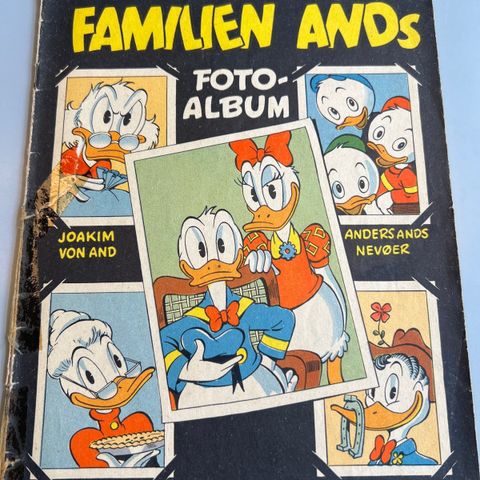 FAMILIEN ANDs
FOTO-
ALBUM
JOAKIM
VON AND
ANDERS ANDS
NEVØER